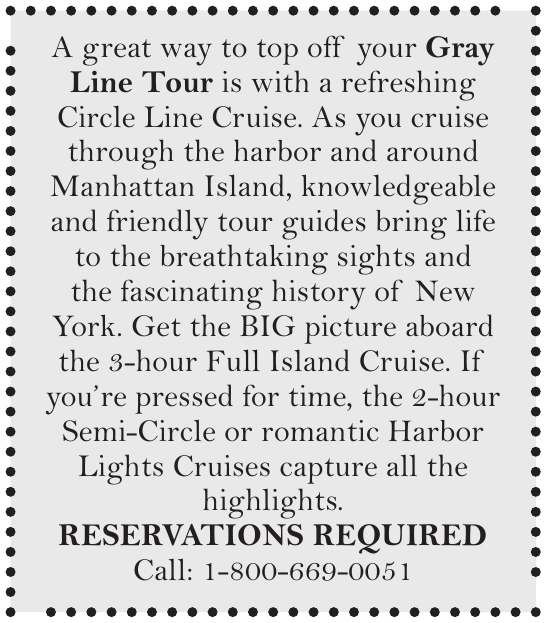 A great way to top off your Gray
Line Tour is with a refreshing
Circle Line Cruise. As you cruise
through the harbor and around
Manhattan Island, knowledgeable
and friendly tour guides bring life
to the breathtaking sights and
the fascinating history of New
York. Get the BIG picture aboard
the 3-hour Full Island Cruise. If
you're pressed for time, the 2-hour
Semi-Circle or romantic Harbor
Lights Cruises capture all the
highlights.
RESERVATIONS REQUIRED
Call: 1-800-669-0051